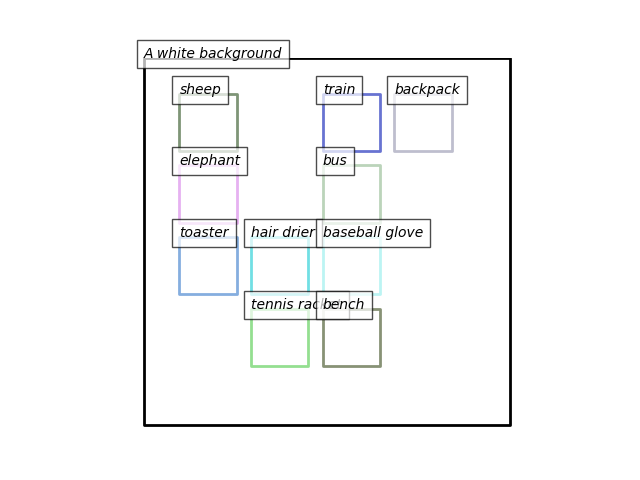 A white background
sheep
train
backpack
elephant
bus
toaster
hair drier
baseball glove
tennis racket
bench